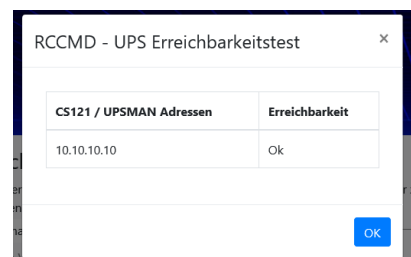 RCCMD - UPS Erreichbarkeitstest ×
CS121 / UPSMAN Adressen Erreichbarkeit
10.10.10.10 Ok
OK